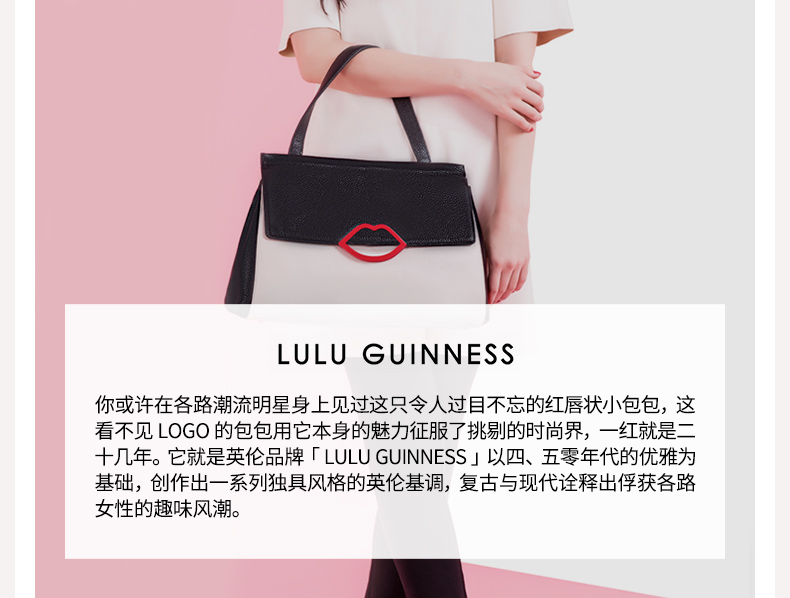 LULU GUINNESS
你或许在各路潮流明星身上见过这只令人过目不忘的红唇状小包包，这
看不见 LOGO 的包包用它本身的魅力征服了挑剔的时尚界，一红就是二
十几年。它就是英伦品牌「 LULU GUINNESS 」以四、五零年代的优雅为
基础，创作出一系列独具风格的英伦基调，复古与现代诠释出俘获各路
女性的趣味风潮。